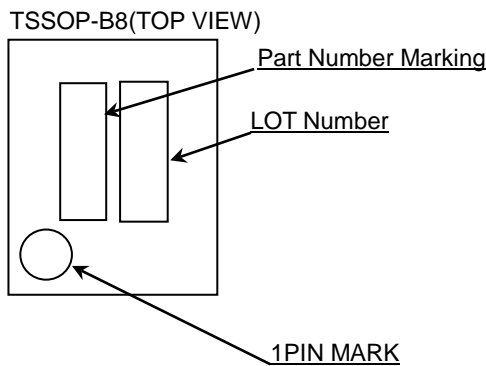 TSSOP-B8(TOP VIEW)
Part Number Marking
LOT Number
1PIN MARK